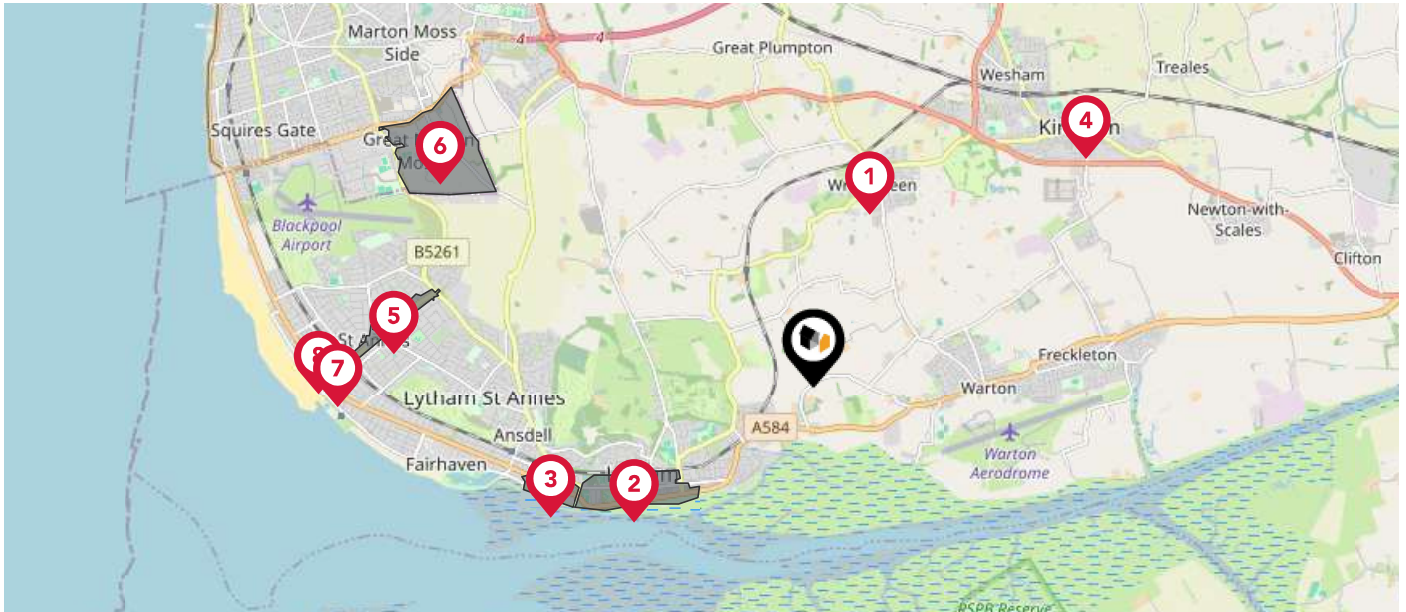 Marton Moss
Side
4
4
Great Plumpton
Wesham
Treales
Squires Gate
Great
6
4
1
Newton-with-
Scales
Clifton
Blackpool
Airport
B5261
5
St Annes
8
7
Freckleton
Warton
Lytham St Annes
Ansdell
A584
Fairhaven
Warton
Aerodrome
3
2
RSPB Reserve